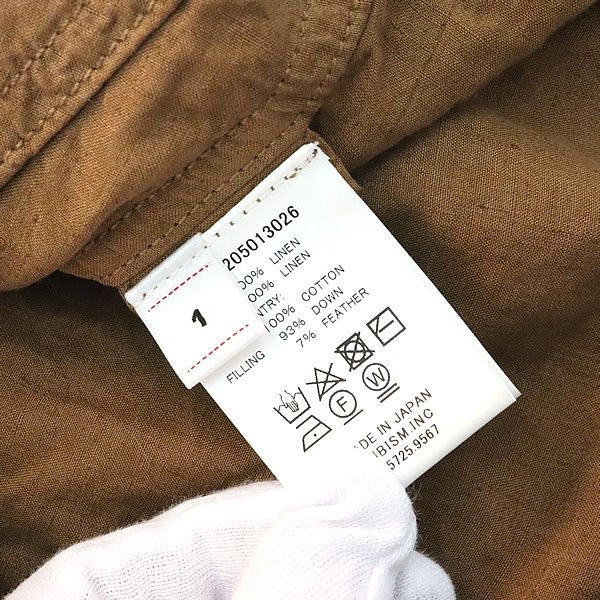 1
205013026
00% LINEN
00% LINEN
NTRY:
100% COTTON
FILLING 93% DOWN
7% FEATHER
F W
DE IN JAPAN
IBISM.INC
5725.9567